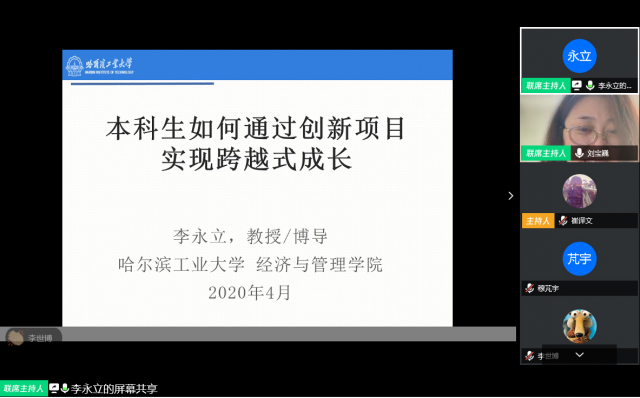 哈爾濱工業大學
HARBIN INSTITUTE OF TECHNOLOGY
本科生如何通过创新项目
实现跨越式成长
李永立，教授/博导
哈尔滨工业大学 经济与管理学院
2020年4月
李世博
联席主持人 李永立的屏幕共享
永立
联席主持人 李永立的...
联席主持人 刘宝巍
主持人 崔译文
芃宇
穆芃宇
李世博